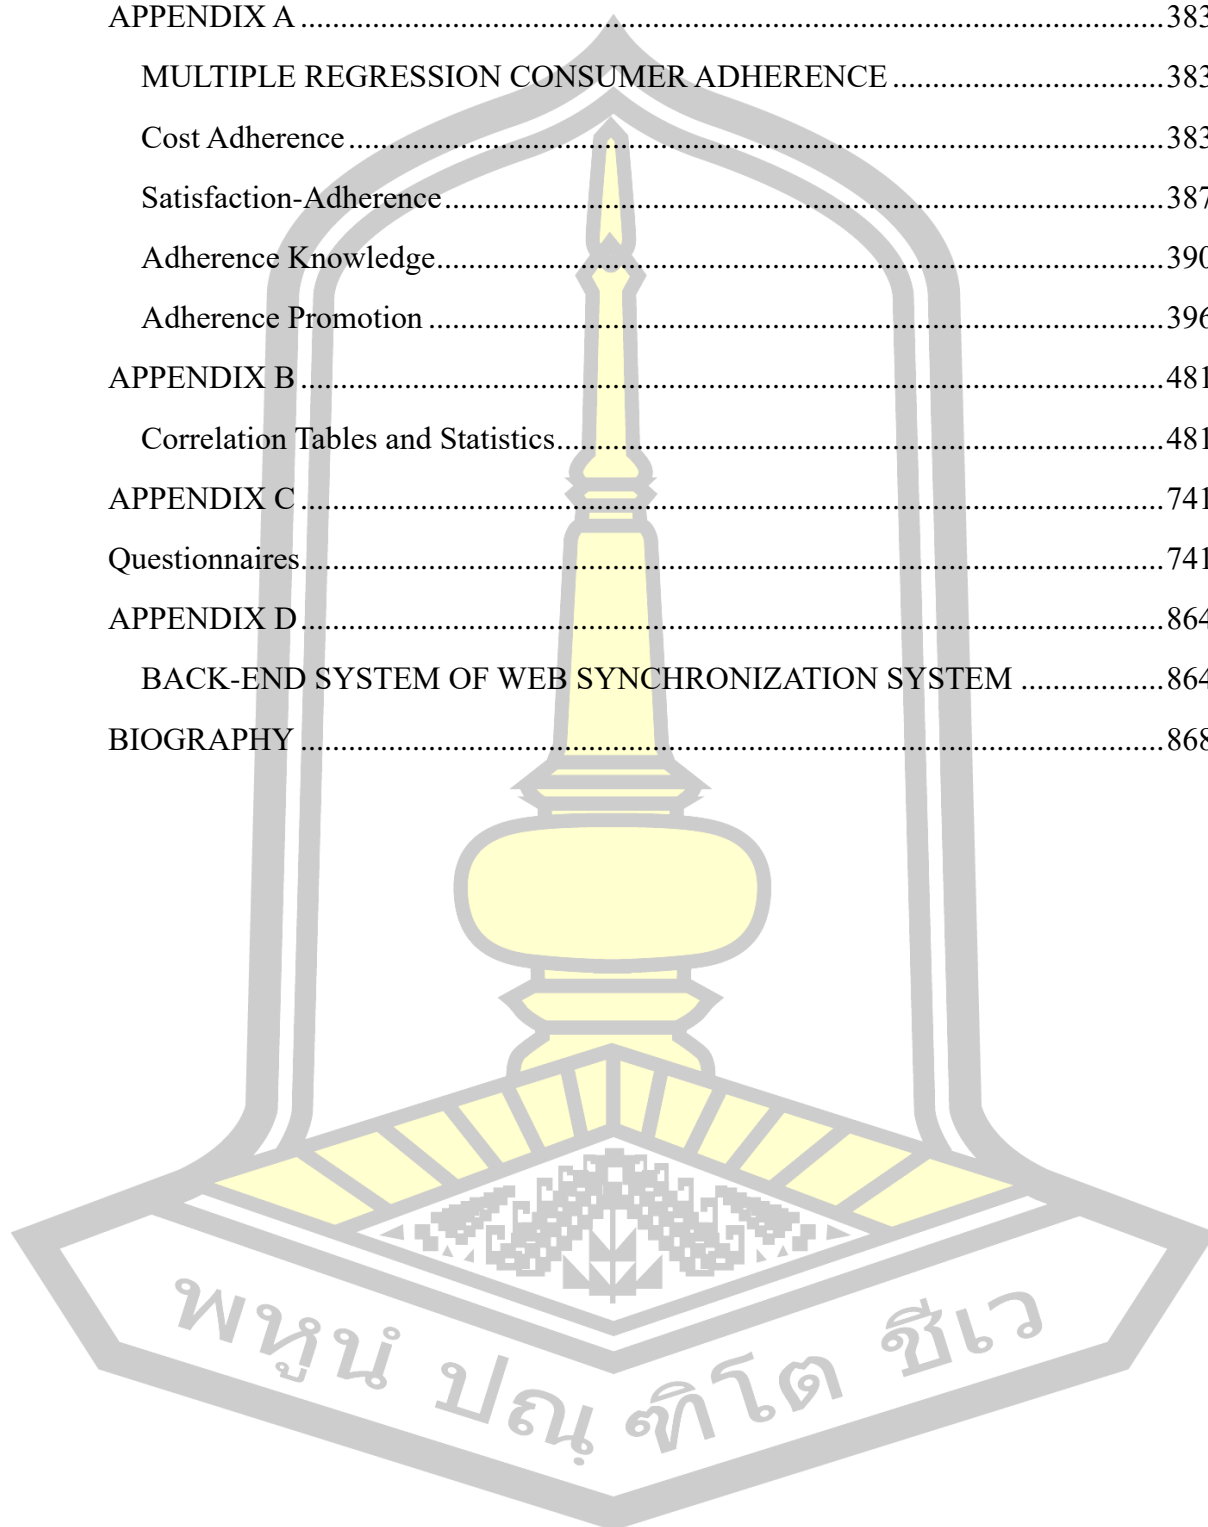 APPENDIX A ........................................................................................................ 383
MULTIPLE REGRESSION CONSUMER ADHERENCE ................................. 383
Cost Adherence ................................................................................................... 383
Satisfaction-Adherence........................................................................................ 387
Adherence Knowledge......................................................................................... 390
Adherence Promotion .......................................................................................... 396
APPENDIX B ........................................................................................................ 481
Correlation Tables and Statistics.......................................................................... 481
APPENDIX C ........................................................................................................ 741
Questionnaires........................................................................................................ 741
APPENDIX D ........................................................................................................ 864
BACK-END SYSTEM OF WEB SYNCHRONIZATION SYSTEM ................. 864
BIOGRAPHY ........................................................................................................ 868
พหูนํ ปณฺฑิโต ชีเว